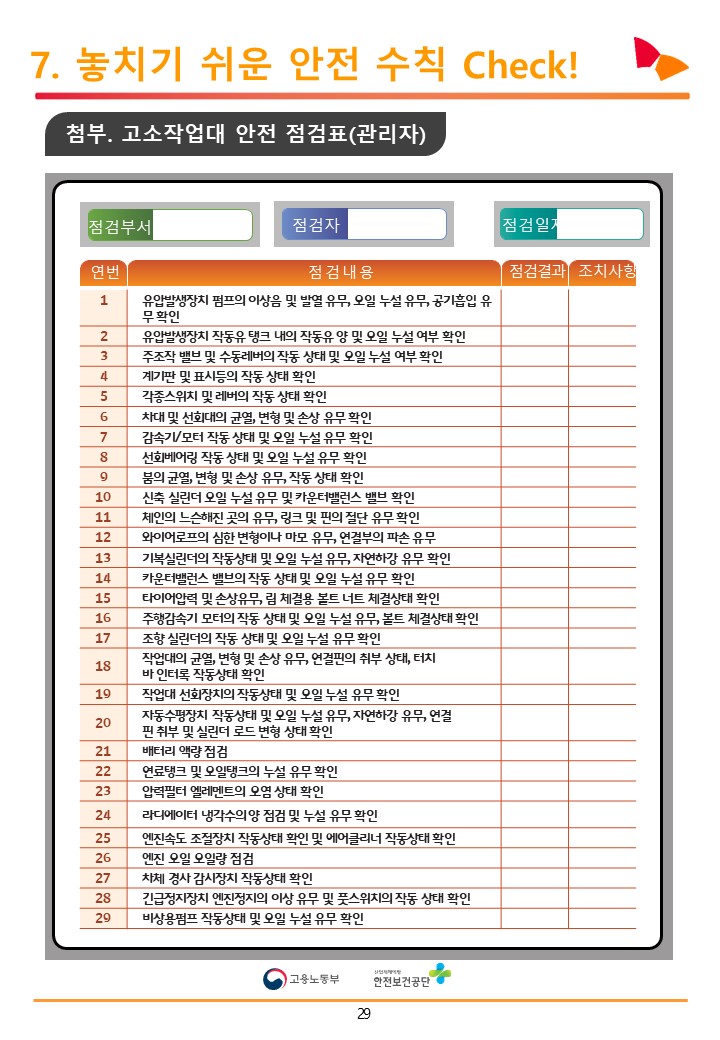 7. 놓치기 쉬운 안전 수칙 Check!
첨부. 고소작업대 안전 점검표(관리자)
점검부서
점검자
점검일자
연번 점검내용 점검결과 조치사항
1 유압발생장치 펌프의 이상음 및 발열 유무, 오일 누설 유무, 공기흡입 유
무 확인
2 유압발생장치 작동유 탱크 내의 작동유 양 및 오일 누설 여부 확인
3 주조작 밸브 및 수동레버의 작동 상태 및 오일 누설 여부 확인
4 계기판 및 표시등의 작동 상태 확인
5 각종스위치 및 레버의 작동 상태 확인
6 차대 및 선회대의 균열, 변형 및 손상 유무 확인
7 감속기/모터 작동 상태 및 오일 누설 유무 확인
8 선회베어링 작동 상태 및 오일 누설 유무 확인
9 붐의 균열, 변형 및 손상 유무, 작동 상태 확인
10 신축 실린더 오일 누설 유무 및 카운터밸런스 밸브 확인
11 체인의 느슨해진 곳의 유무, 링크 및 핀의 절단 유무 확인
12 와이어로프의 심한 변형이나 마모 유무, 연결부의 파손 유무
13 기복실린더의 작동상태 및 오일 누설 유무, 자연하강 유무 확인
14 카운터밸런스 밸브의 작동 상태 및 오일 누설 유무 확인
15 타이어압력 및 손상유무, 림 체결용 볼트 너트 체결상태 확인
16 주행감속기 모터의 작동 상태 및 오일 누설 유무, 볼트 체결상태 확인
17 조향 실린더의 작동 상태 및 오일 누설 유무 확인
18 작업대의 균열, 변형 및 손상 유무, 연결핀의 취부 상태, 터치
바 인터록 작동상태 확인
19 작업대 선회장치의 작동상태 및 오일 누설 유무 확인
20 자동수평장치 작동상태 및 오일 누설 유무, 자연하강 유무, 연결
핀 취부 및 실린더 로드 변형 상태 확인
21 배터리 액량 점검
22 연료탱크 및 오일탱크의 누설 유무 확인
23 압력필터 엘레멘트의 오염 상태 확인
24 라디에이터 냉각수의 양 점검 및 누설 유무 확인
25 엔진속도 조절장치 작동상태 확인 및 에어클리너 작동상태 확인
26 엔진 오일 오일량 점검
27 차체 경사 감시장치 작동상태 확인
28 긴급정지장치 엔진정지의 이상 유무 및 풋스위치의 작동 상태 확인
29 비상용펌프 작동상태 및 오일 누설 유무 확인
고용노동부
산업재해예방
안전보건공단
29